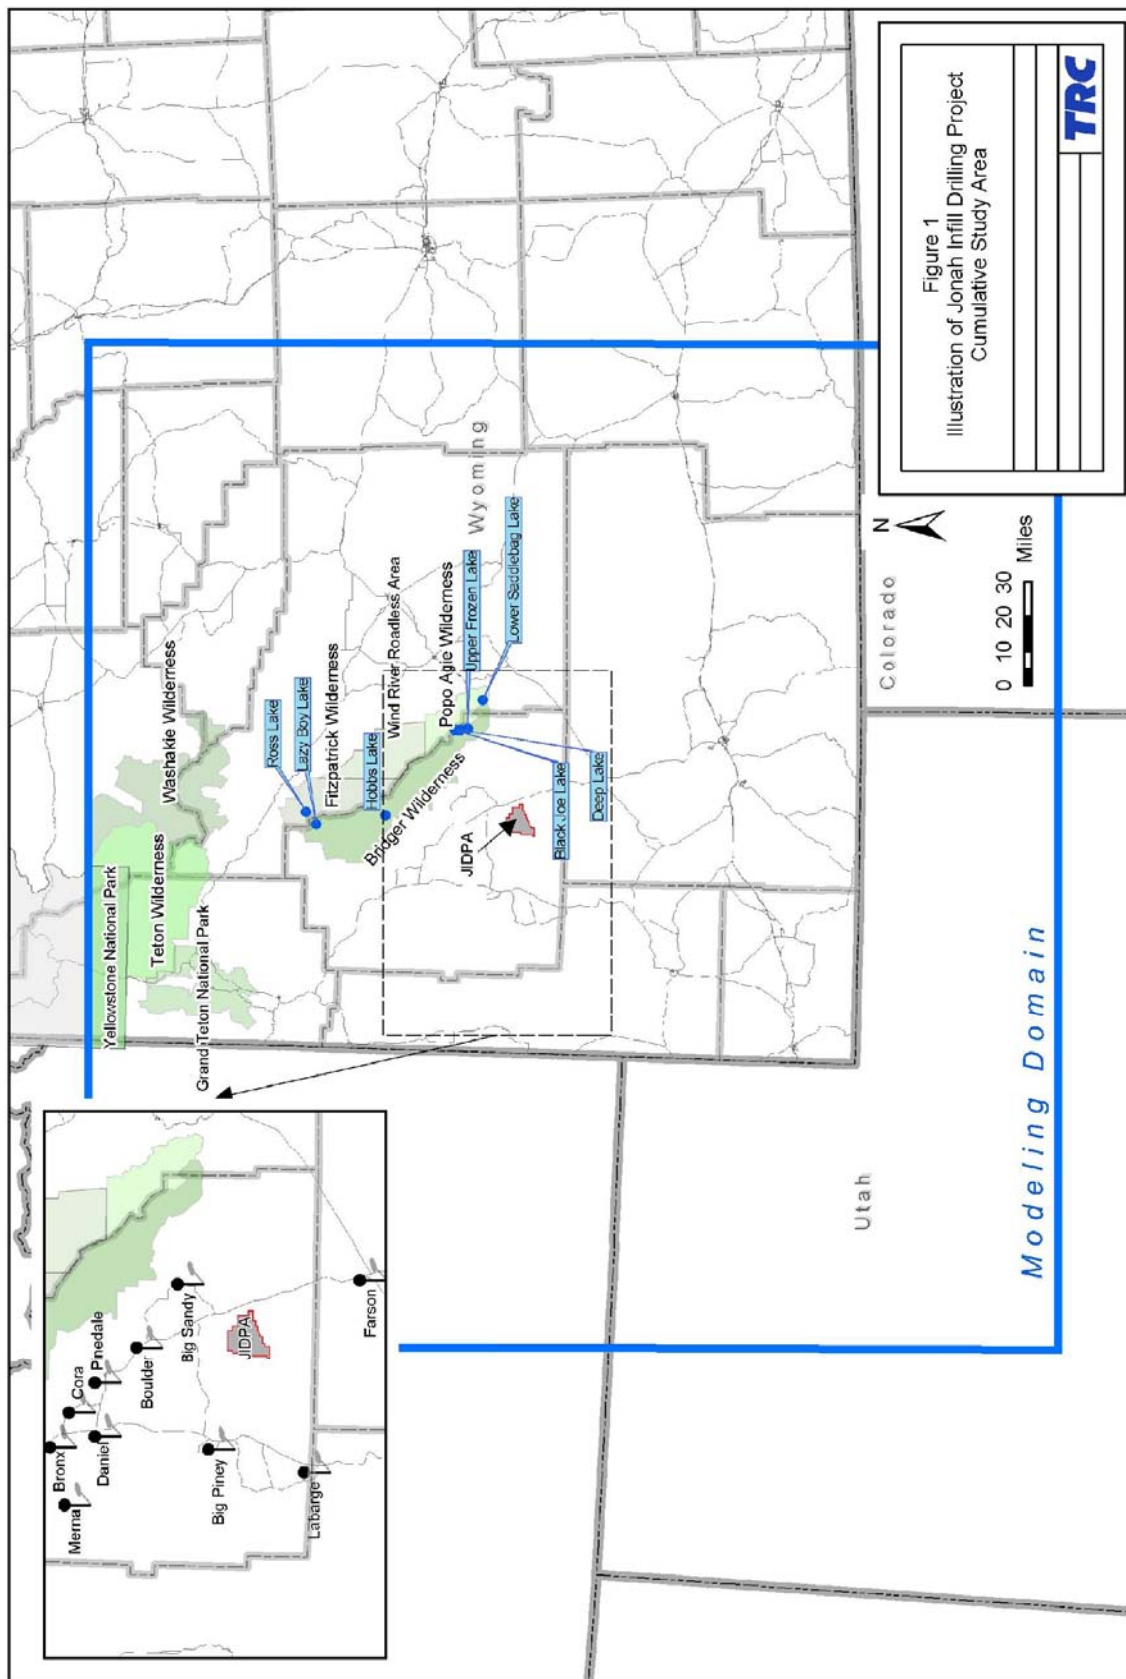 Figure 1
Illustration of Jonah Infill Drilling Project
Cumulative Study Area
TRC
Yellowstone National Park
Teton Wilderness
Washakie Wilderness
Grand Teton National Park
Ross Lake
Lazy Boy Lake
Fitzpatrick Wilderness
Hobbs Lake
Wind River Roadless Area
Bridger Wilderness
Popo Agie Wilderness
Wyoming
Upper Frozen Lake
Lower Saddlebag Lake
JIDPA
Black Joe Lake
Deep Lake
Merna
Bronx
Cora
Daniel
Pnedale
Boulder
Big Sandy
Big Piney
JIDPA
Labarge
Farson
Utah
Colorado
N
0 10 20 30
Miles
Modeling Domain